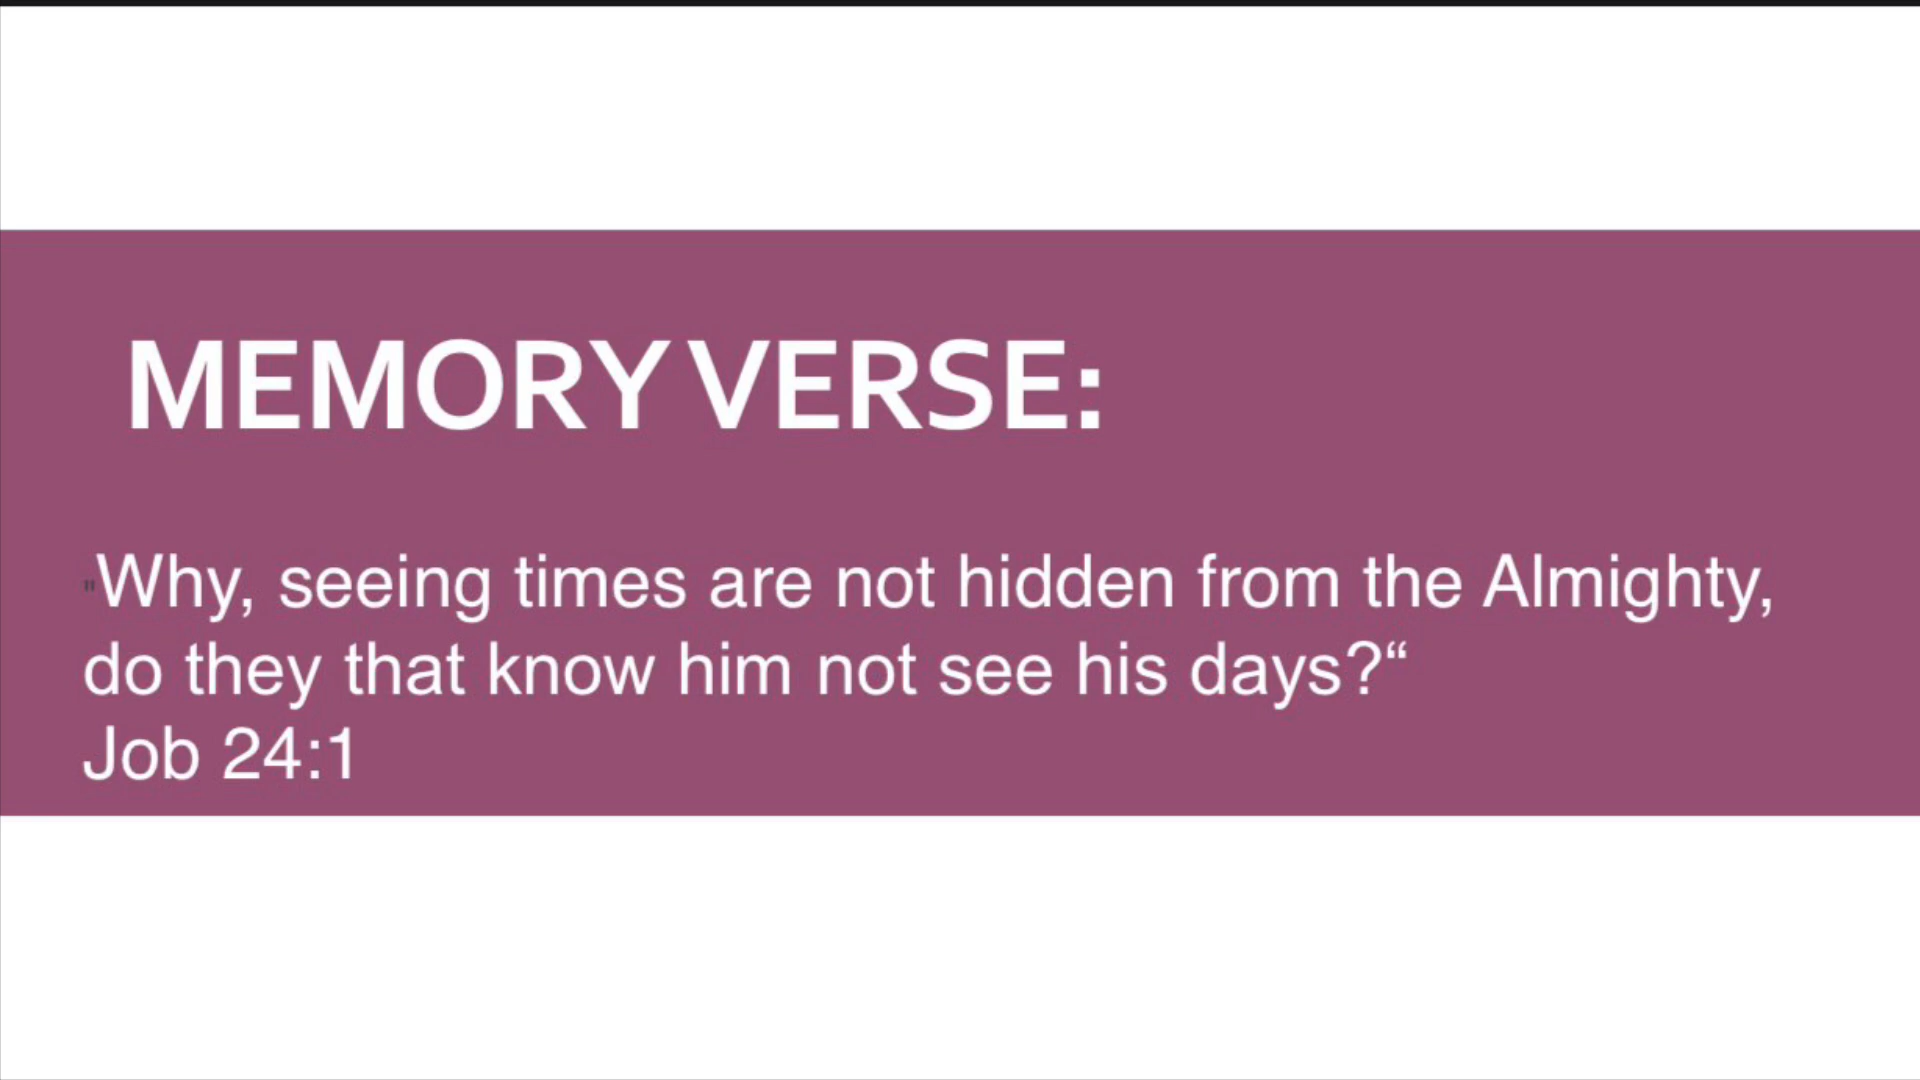 MEMORY VERSE:
"Why, seeing times are not hidden from the Almighty,
do they that know him not see his days?“
Job 24:1